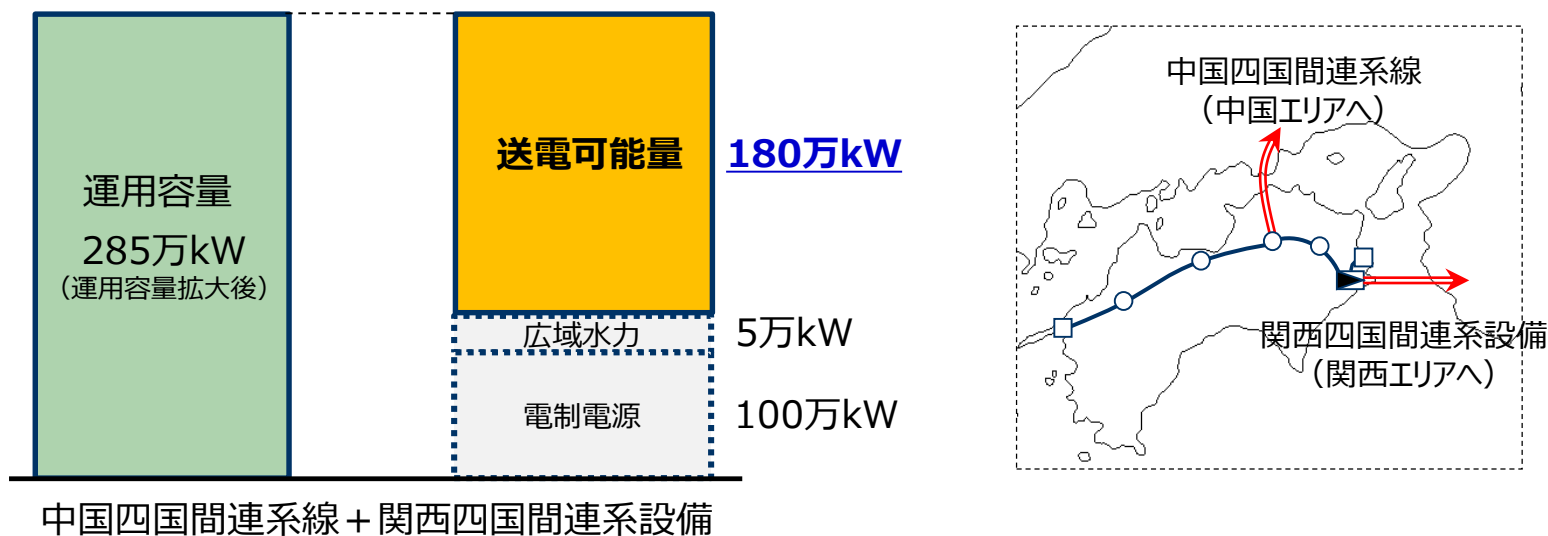 運用容量
285万kW
（運用容量拡大後）
送電可能量
180万kW
広域水力
5万kW
電制電源
100万kW
中国四国間連系線＋関西四国間連系設備
中国四国間連系線
（中国エリアへ）
関西四国間連系設備
（関西エリアへ）